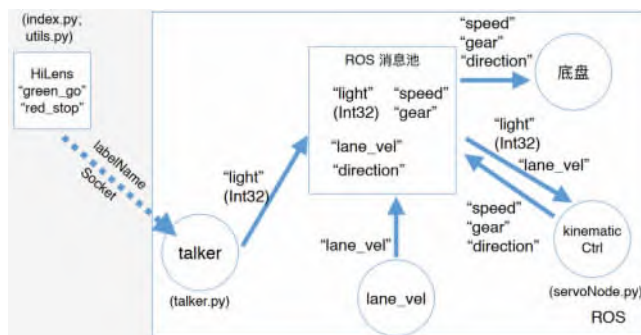 (index.py;
utils.py)
HiLens
“green_go”
“red_stop”
labelName
Socket
talker
(talker.py)
“light”
(Int32)
ROS 消息池
“light” “speed”
(Int32) “gear”
“lane_vel”
“direction”
“lane_vel”
lane_vel
“speed”
“gear”
“direction”
底盘
“light”
(Int32)
“lane_vel”
“speed”
“gear”
“direction”
kinematic
Ctrl
(servoNode.py)
ROS